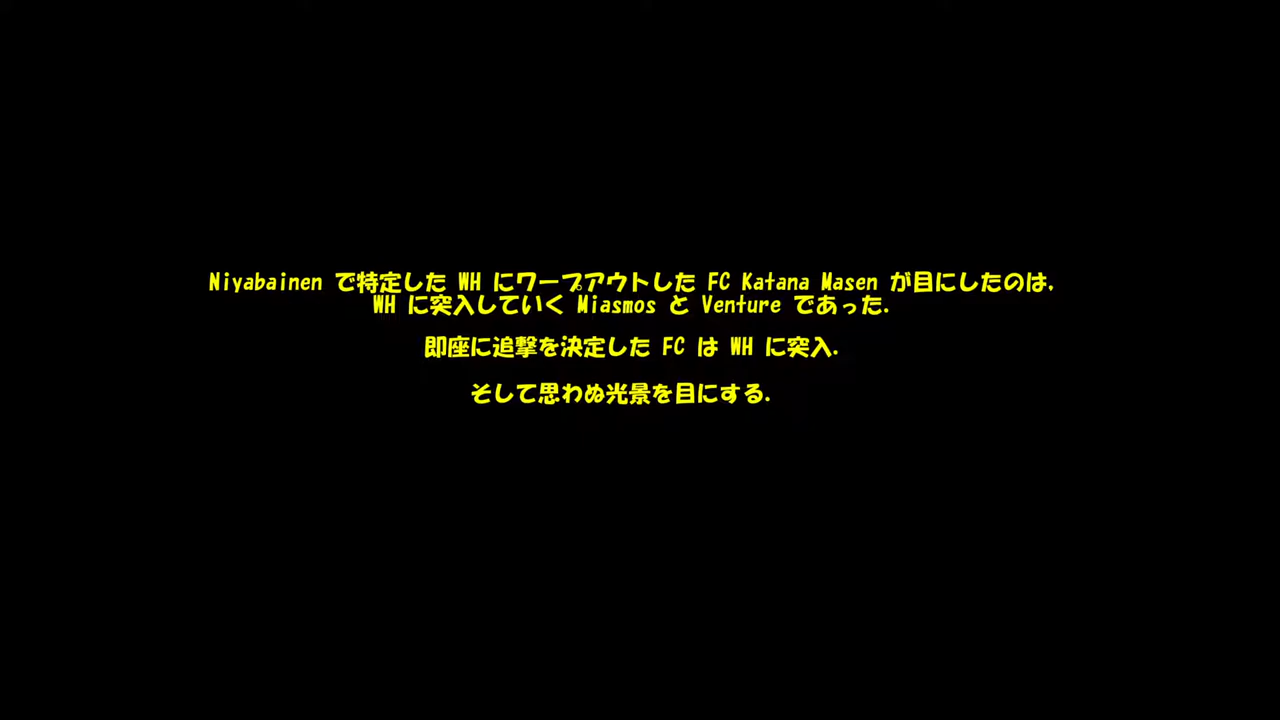 Niyabainen で特定した WH にワープアウトした FC Katana Masen が目にしたのは.
WH に突入していく Miasmos と Venture であった.
即座に追撃を決定した FC は WH に突入.
そして思わぬ光景を目にする.